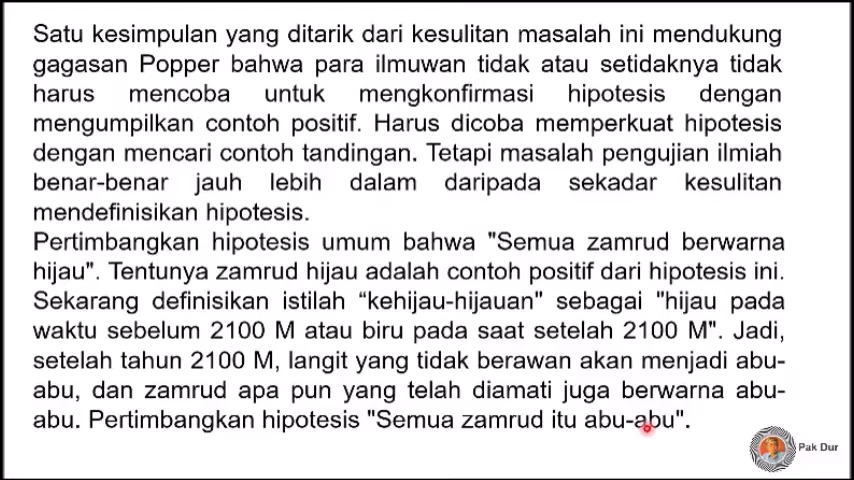 Satu kesimpulan yang ditarik dari kesulitan masalah ini mendukung
gagasan Popper bahwa para ilmuwan tidak atau setidaknya tidak
harus mencoba untuk mengkonfirmasi hipotesis dengan
mengumpilkan contoh positif. Harus dicoba memperkuat hipotesis
dengan mencari contoh tandingan. Tetapi masalah pengujian ilmiah
benar-benar jauh lebih dalam daripada sekadar kesulitan
mendefinisikan hipotesis.
Pertimbangkan hipotesis umum bahwa "Semua zamrud berwarna
hijau". Tentunya zamrud hijau adalah contoh positif dari hipotesis ini.
Sekarang definisikan istilah “kehijau-hijauan" sebagai "hijau pada
waktu sebelum 2100 M atau biru pada saat setelah 2100 M". Jadi,
setelah tahun 2100 M, langit yang tidak berawan akan menjadi abu-
abu, dan zamrud apa pun yang telah diamati juga berwarna abu-
abu. Pertimbangkan hipotesis "Semua zamrud itu abu-abu".
Pak Dur